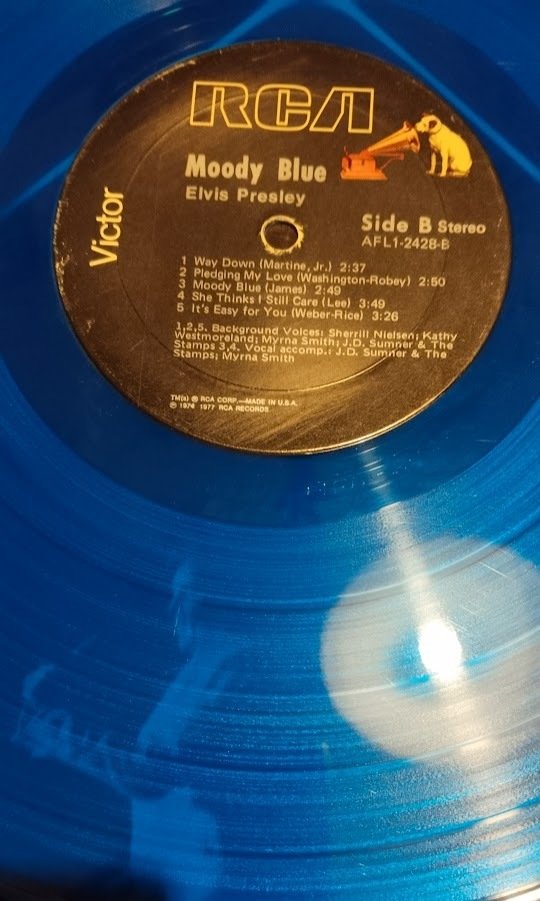 RCA
Victor
Moody Blue
Elvis Presley
Side B Stereo
AFL1-2428-B
1 Way Down (Martine, Jr.) 2:37
2 Pledging My Love (Washington-Robey) 2:50
3 Moody Blue (James) 2:49
4 She Thinks I Still Care (Lee) 3:49
5 It's Easy for You (Weber-Rice) 3:26
1,2,5. Background Voices: Sherrill Nielsen; Kathy
Westmoreland; Myrna Smith; J.D. Sumner & The
Stamps 3,4. Vocal accomp.: J.D. Sumner & The
Stamps; Myrna Smith
TM(s) ® RCA CORP.—MADE IN U.S.A.
℗ 1976 1977 RCA RECORDS